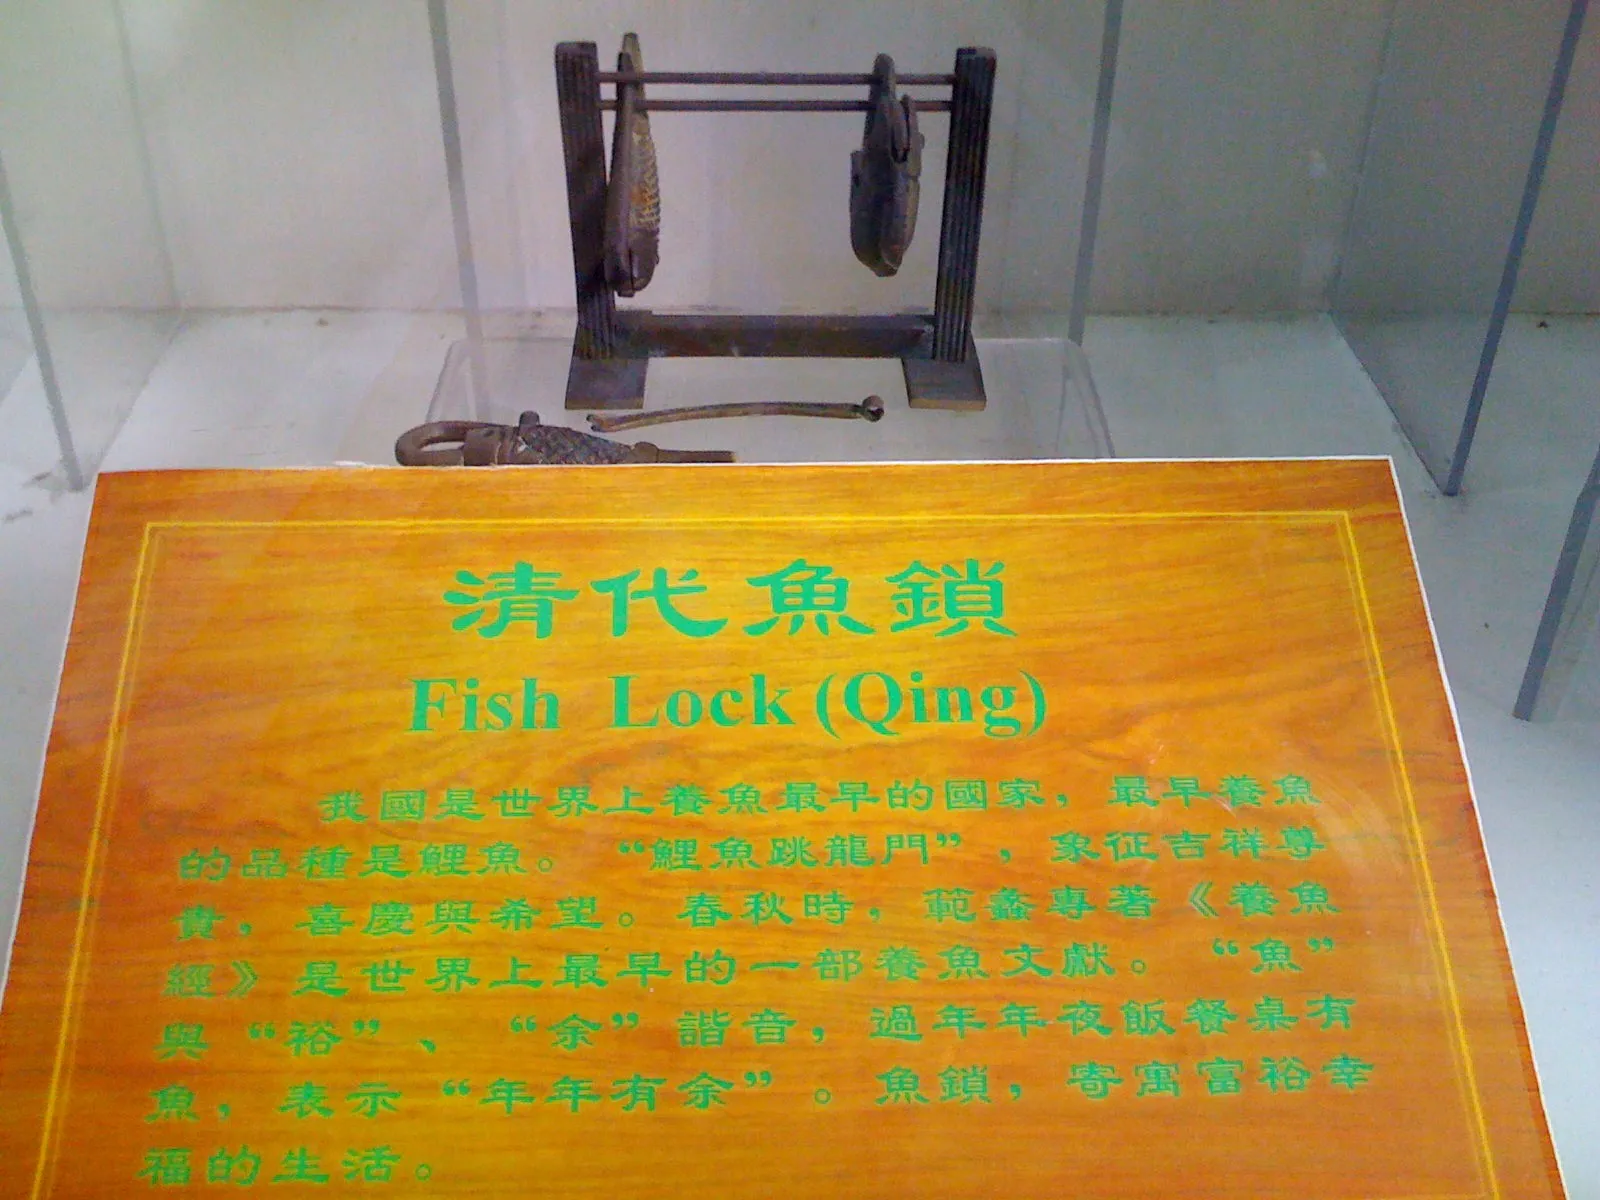 清代魚鎖
Fish Lock (Qing)
我國是世界上養魚最早的國家，最早養魚
的品種是鯉魚。“鯉魚跳龍門”，象征吉祥尊
貴，喜慶與希望。春秋時，範蠡專著《養魚
經》是世界上最早的一部養魚文獻。“魚”
與“裕”、“余”諧音，過年年夜飯餐桌有
魚，表示“年年有余”。魚鎖，寄寓富裕幸
福的生活。